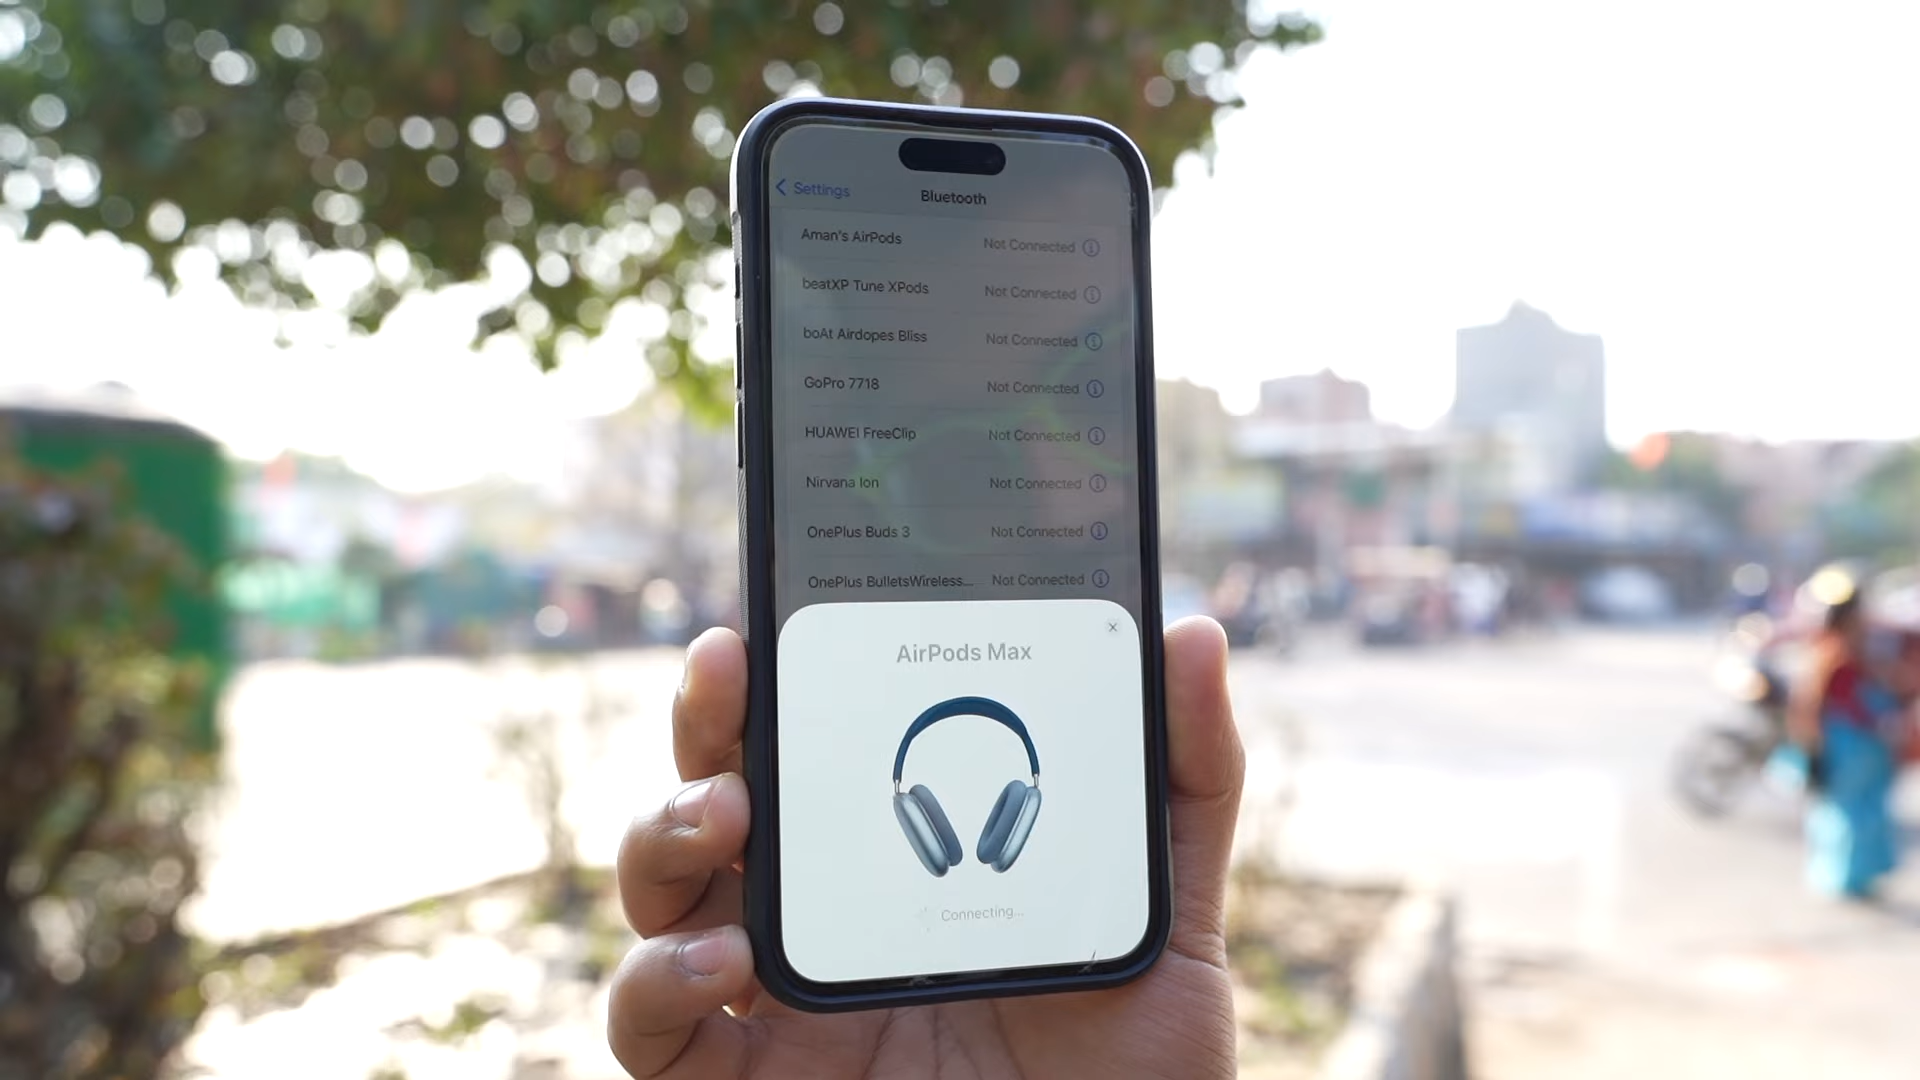 Settings
Bluetooth
Aman's AirPods Not Connected
beatXP Tune XPods Not Connected
boAt Airdopes Bliss Not Connected
GoPro 7718 Not Connected
HUAWEI FreeClip Not Connected
Nirvana Ion Not Connected
OnePlus Buds 3 Not Connected
OnePlus BulletsWireless... Not Connected
AirPods Max
Connecting...